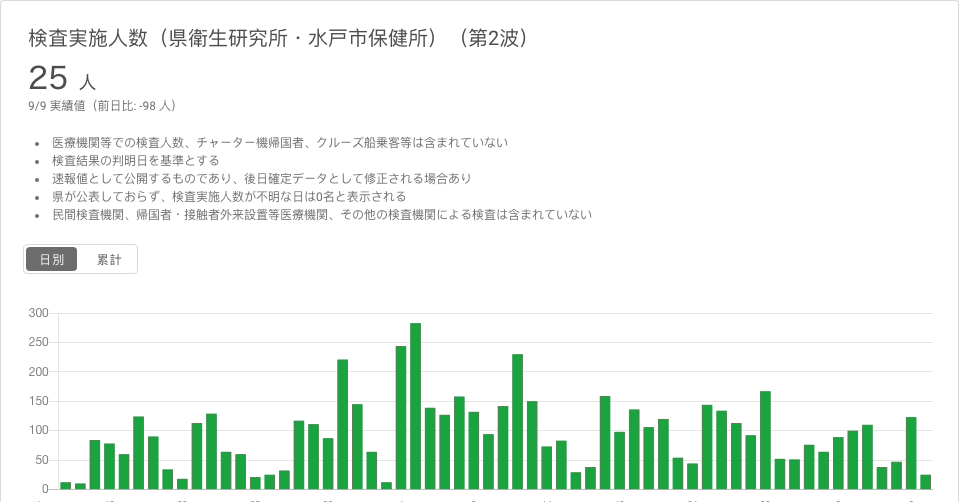 検査実施人数（県衛生研究所・水戸市保健所）（第2波）
25 人
9/9 実績値（前日比: -98 人）
• 医療機関等での検査人数、チャーター機帰国者、クルーズ船乗客等は含まれていない
• 検査結果の判明日を基準とする
• 速報値として公開するものであり、後日確定データとして修正される場合あり
• 県が公表しておらず、検査実施人数が不明な日は0名と表示される
• 民間検査機関、帰国者・接触者外来設置等医療機関、その他の検査機関による検査は含まれていない
日別 累計
300
250
200
150
100
50
0